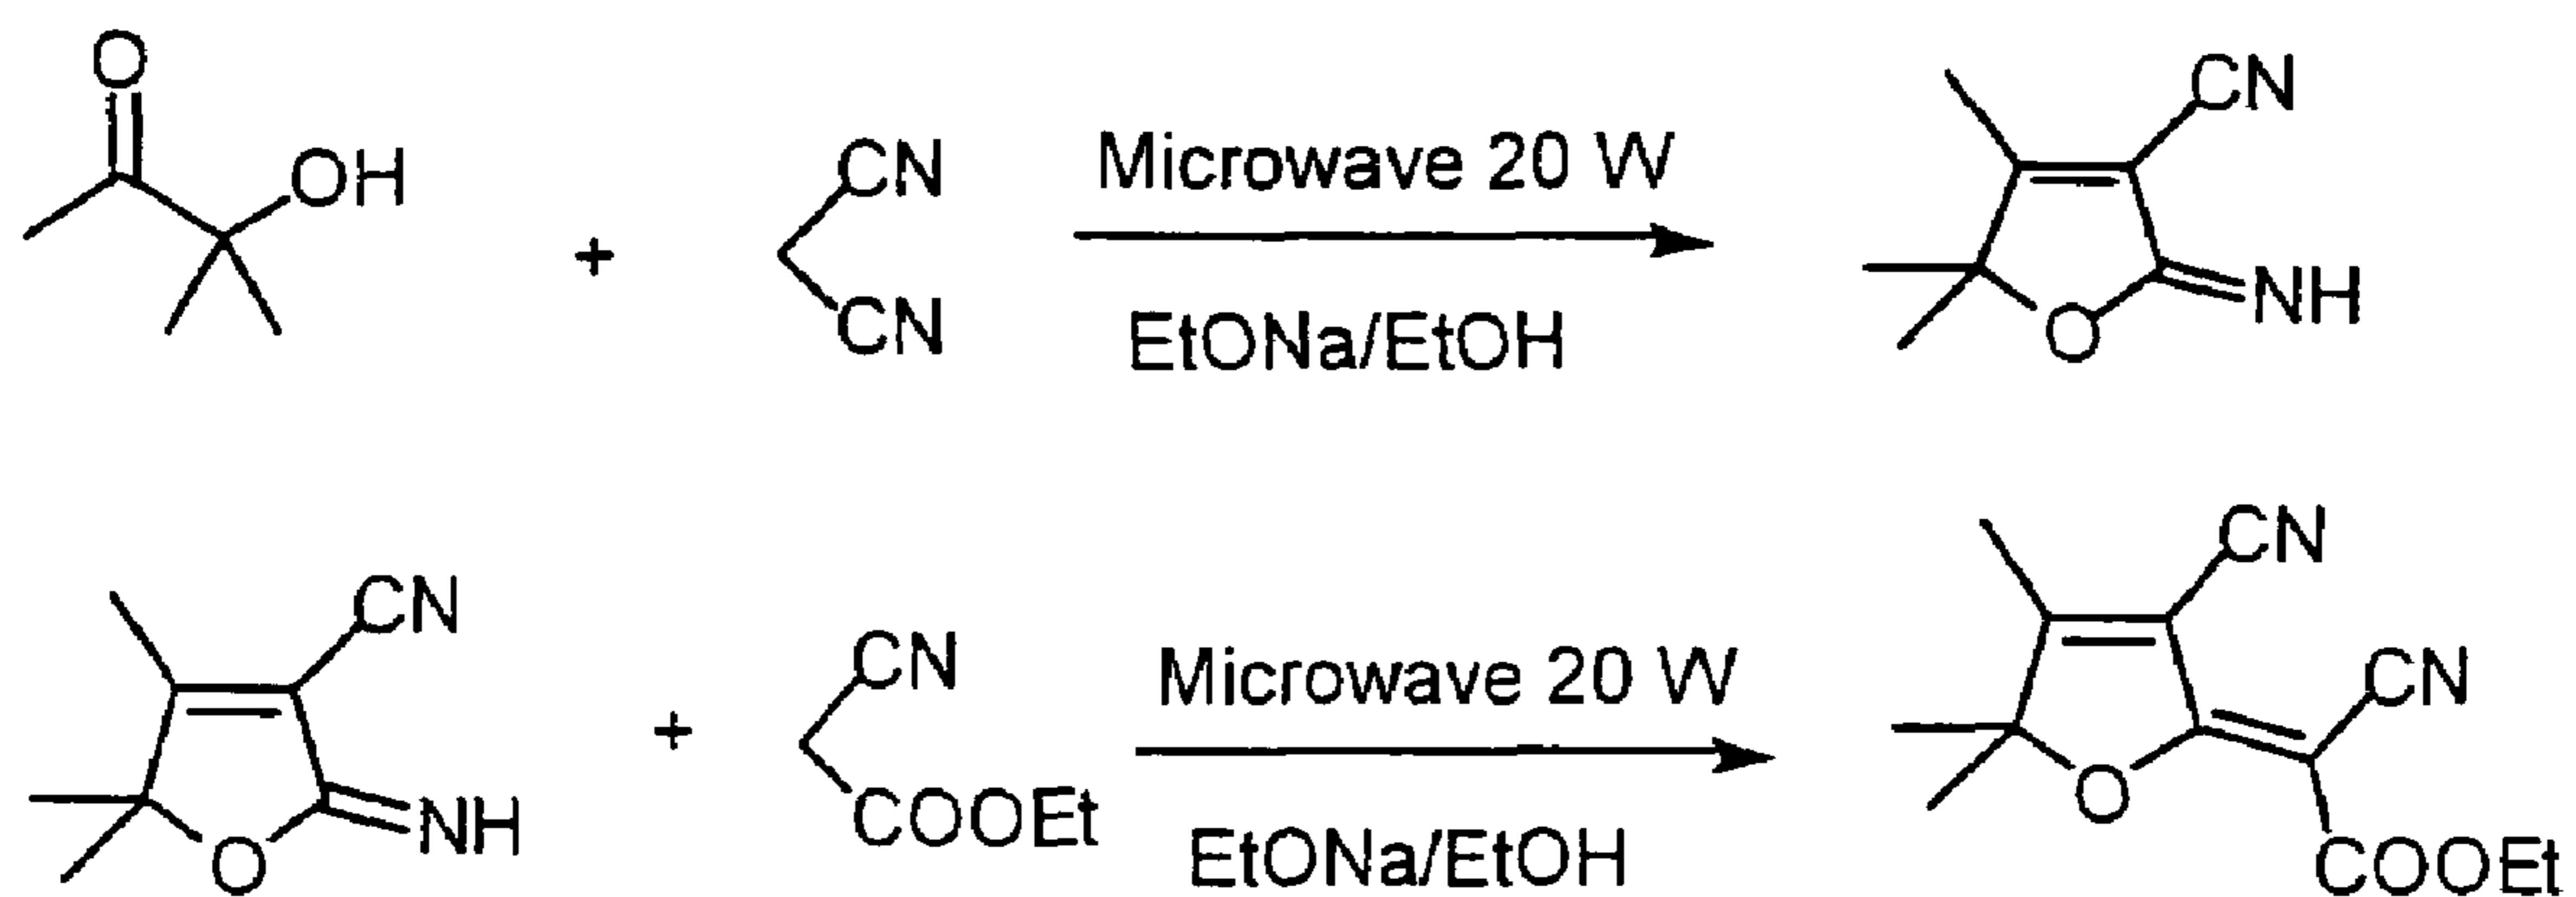 O
OH
+
CN
CN
Microwave 20 W
EtONa/EtOH
CN
NH
O
CN
NH
O
+
CN
COOEt
Microwave 20 W
EtONa/EtOH
CN
CN
O
COOEt